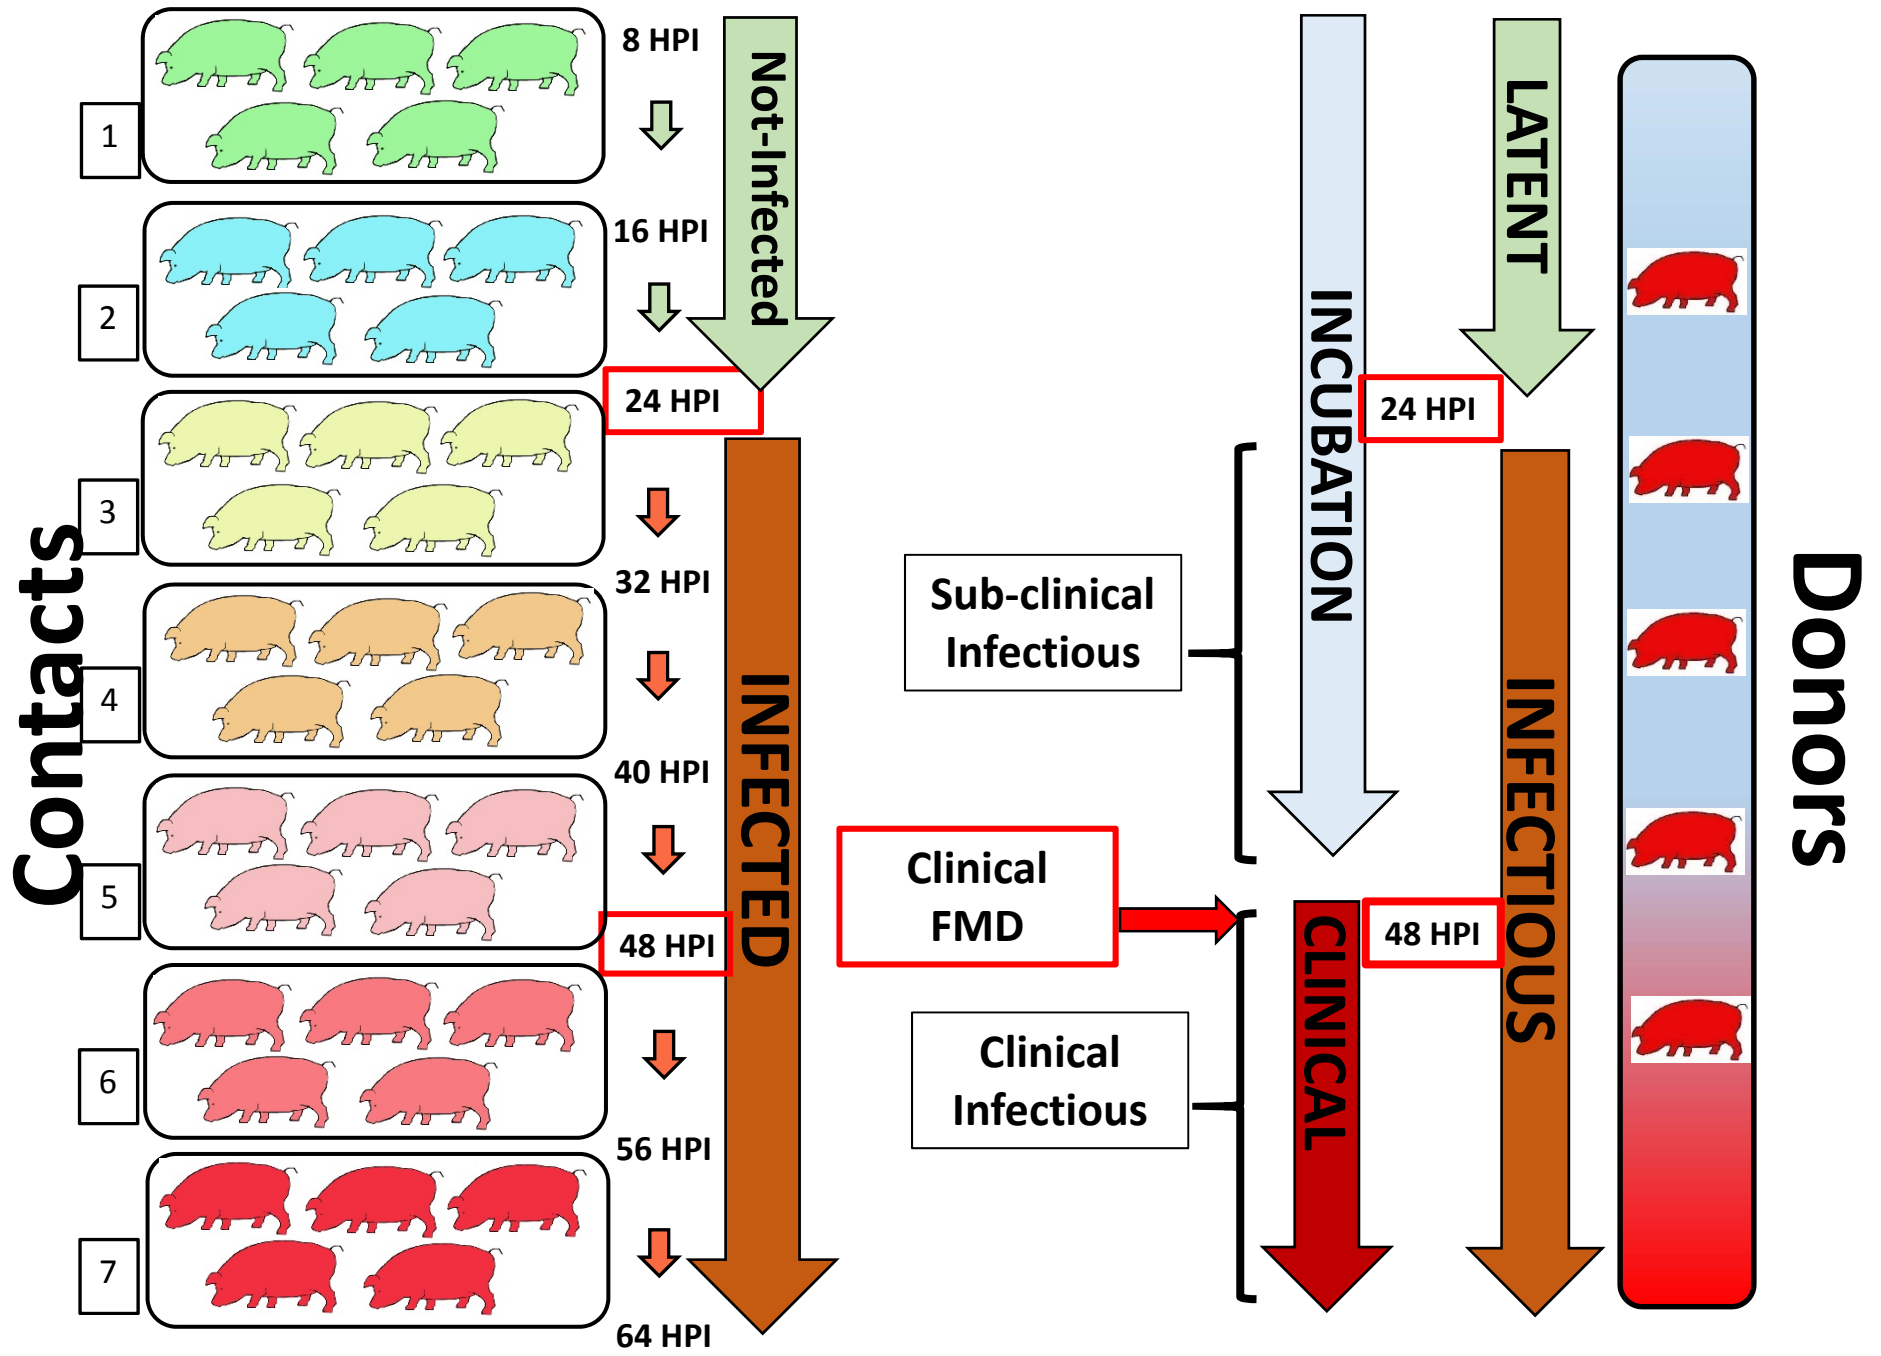 Contacts
1
2
3
4
5
6
7
8 HPI
16 HPI
24 HPI
32 HPI
40 HPI
48 HPI
56 HPI
64 HPI
Not-Infected
INFECTED
Sub-clinical
Infectious
Clinical
FMD
Clinical
Infectious
INCUBATION
CLINICAL
24 HPI
48 HPI
LATENT
INFECTIOUS
Donors